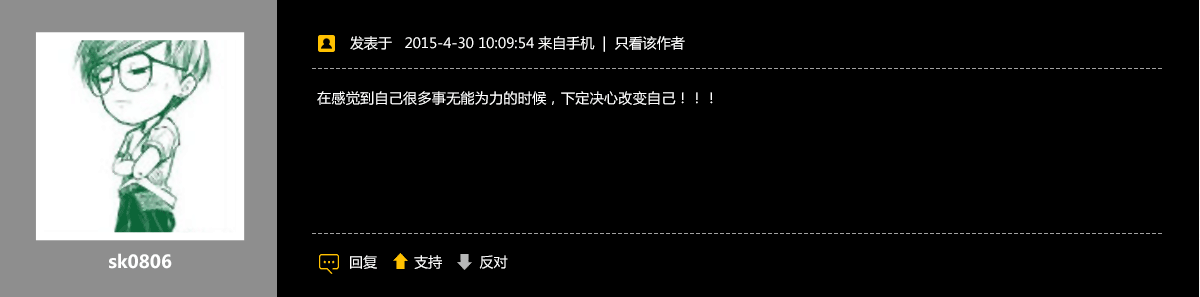 发表于 2015-4-30 10:09:54 来自手机 | 只看该作者
在感觉到自己很多事无能为力的时候，下定决心改变自己！！！
sk0806
回复 支持 反对